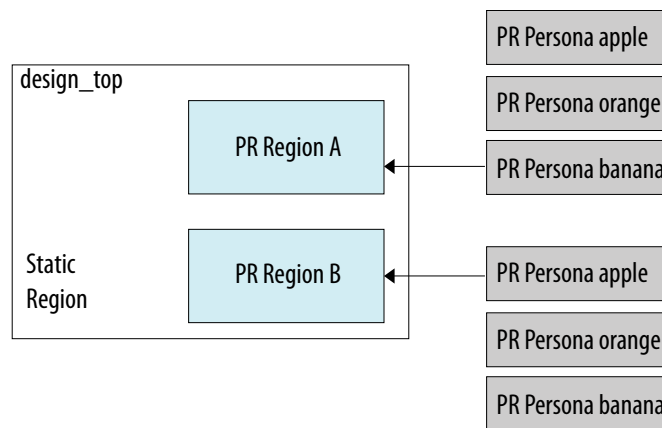 PR Persona apple
design_top
PR Persona orange
PR Region A
PR Persona banana
Static
Region
PR Region B
PR Persona apple
PR Persona orange
PR Persona banana